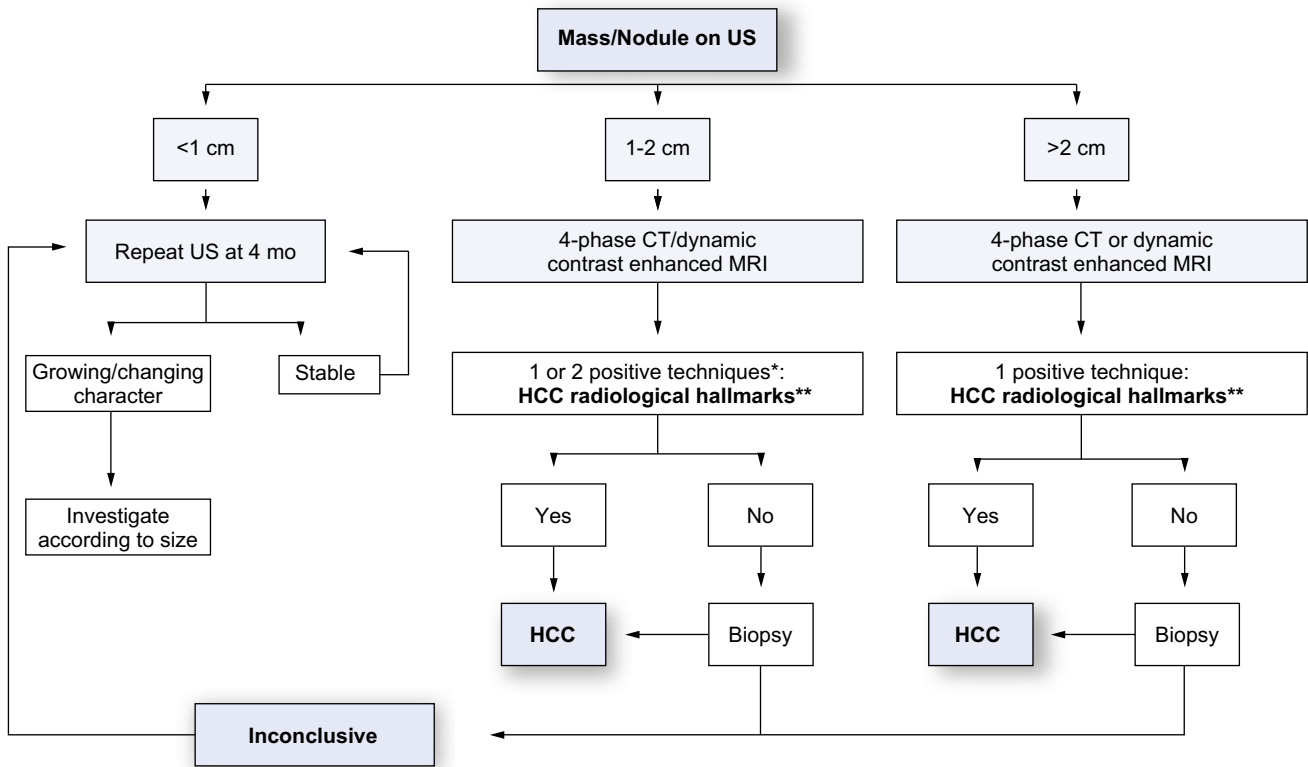 Mass/Nodule on US
<1 cm
1-2 cm
>2 cm
Repeat US at 4 mo
4-phase CT/dynamic
contrast enhanced MRI
4-phase CT or dynamic
contrast enhanced MRI
Growing/changing
character
Stable
1 or 2 positive techniques*:
HCC radiological hallmarks**
1 positive technique:
HCC radiological hallmarks**
Investigate
according to size
Yes
No
Yes
No
HCC
Biopsy
HCC
Biopsy
Inconclusive